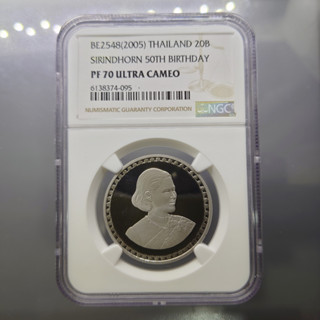 BE2548(2005) THAILAND 20B
SIRINDHORN 50TH BIRTHDAY
PF 70 ULTRA CAMEO
6138374-095
NUMISMATIC GUARANTY CORPORATION
NGC